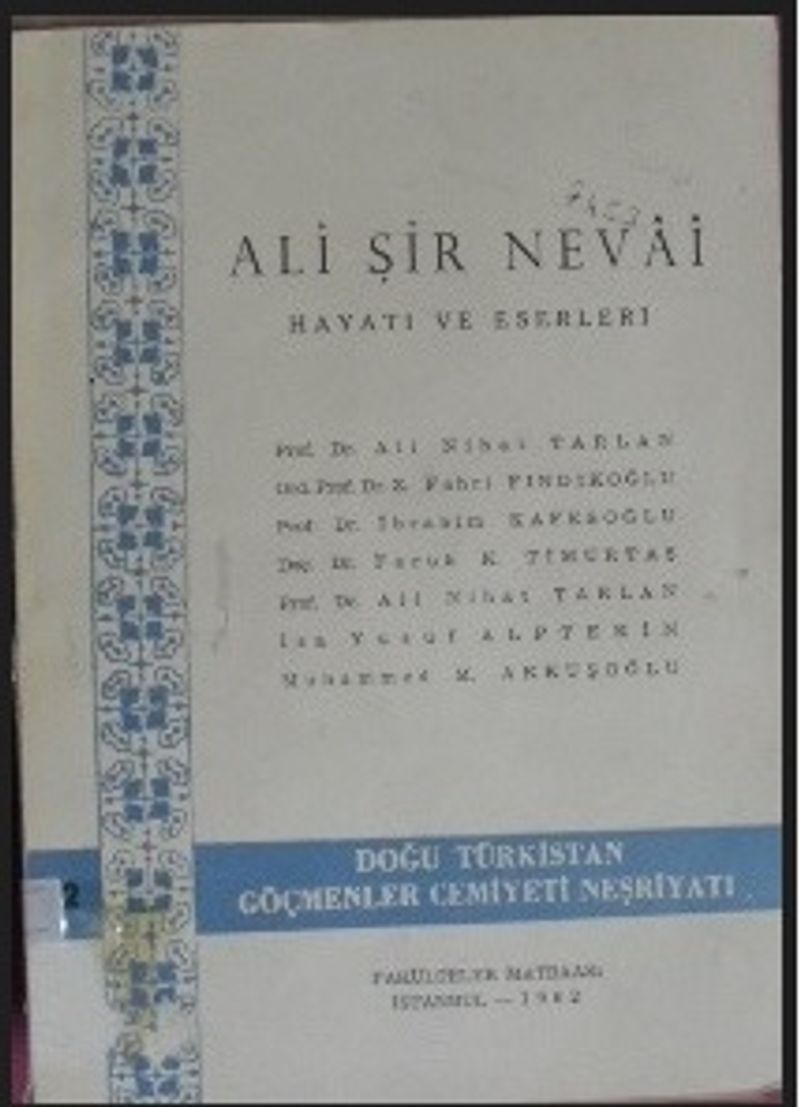 ALİ ŞİR NEVÂİ
HAYATI VE ESERLERİ
Prof. Dr. Ali Nihat TARLAN
Ord. Prof. Dr. Z. Fahri FINDIKOĞLU
Prof. Dr. İbrahim KAFESOĞLU
Doç. Dr. Faruk K. TİMURTAŞ
Prof. Dr. Ali Nihat TARLAN
İsa Yusuf ALPTEKİN
Muhammed M. AKKUŞOĞLU
DOĞU TÜRKİSTAN
GÖÇMENLER CEMİYETİ NEŞRİYATI
2
FAKÜLTELER MATBAASI
İSTANBUL — 1962